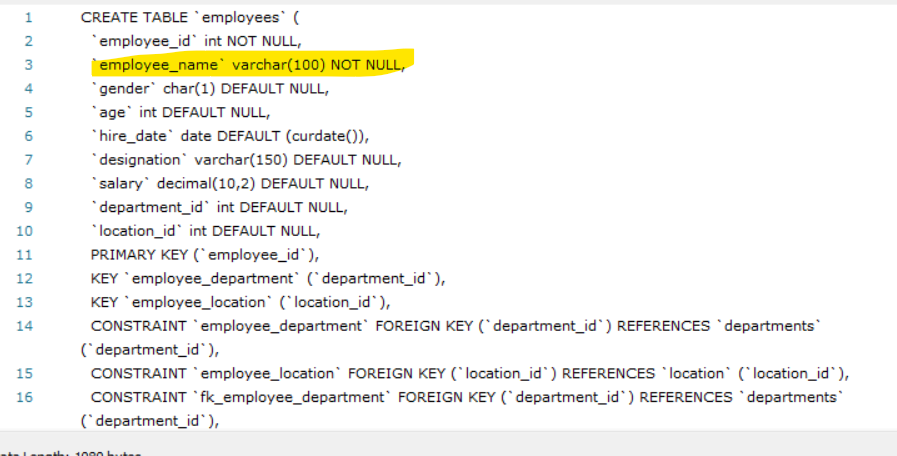 1 CREATE TABLE `employees` (
2 `employee_id` int NOT NULL,
3 `employee_name` varchar(100) NOT NULL,
4 `gender` char(1) DEFAULT NULL,
5 `age` int DEFAULT NULL,
6 `hire_date` date DEFAULT (curdate()),
7 `designation` varchar(150) DEFAULT NULL,
8 `salary` decimal(10,2) DEFAULT NULL,
9 `department_id` int DEFAULT NULL,
10 `location_id` int DEFAULT NULL,
11 PRIMARY KEY (`employee_id`),
12 KEY `employee_department` (`department_id`),
13 KEY `employee_location` (`location_id`),
14 CONSTRAINT `employee_department` FOREIGN KEY (`department_id`) REFERENCES `departments`
(`department_id`),
15 CONSTRAINT `employee_location` FOREIGN KEY (`location_id`) REFERENCES `location` (`location_id`),
16 CONSTRAINT `fk_employee_department` FOREIGN KEY (`department_id`) REFERENCES `departments`
(`department_id`),